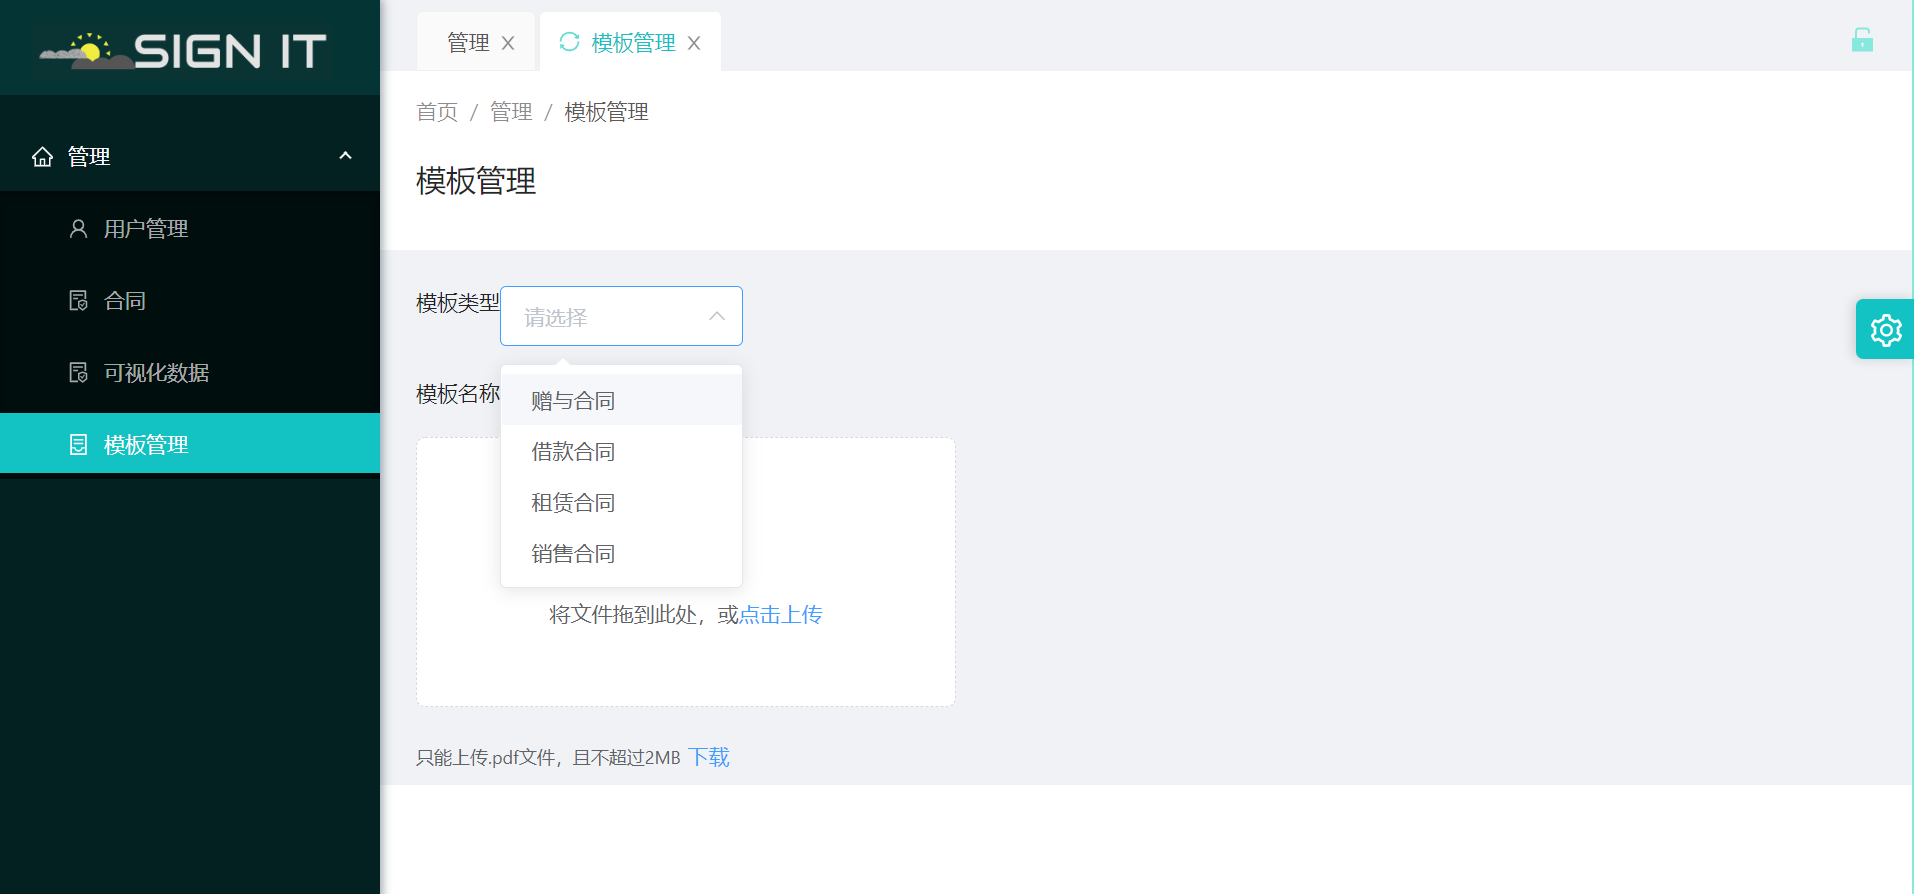 SIGN IT
管理
用户管理
合同
可视化数据
模板管理
管理 X
模板管理 X
首页 / 管理 / 模板管理
模板管理
模板类型
请选择
模板名称
赠与合同
借款合同
租赁合同
销售合同
将文件拖到此处，或点击上传
只能上传.pdf文件，且不超过2MB 下载